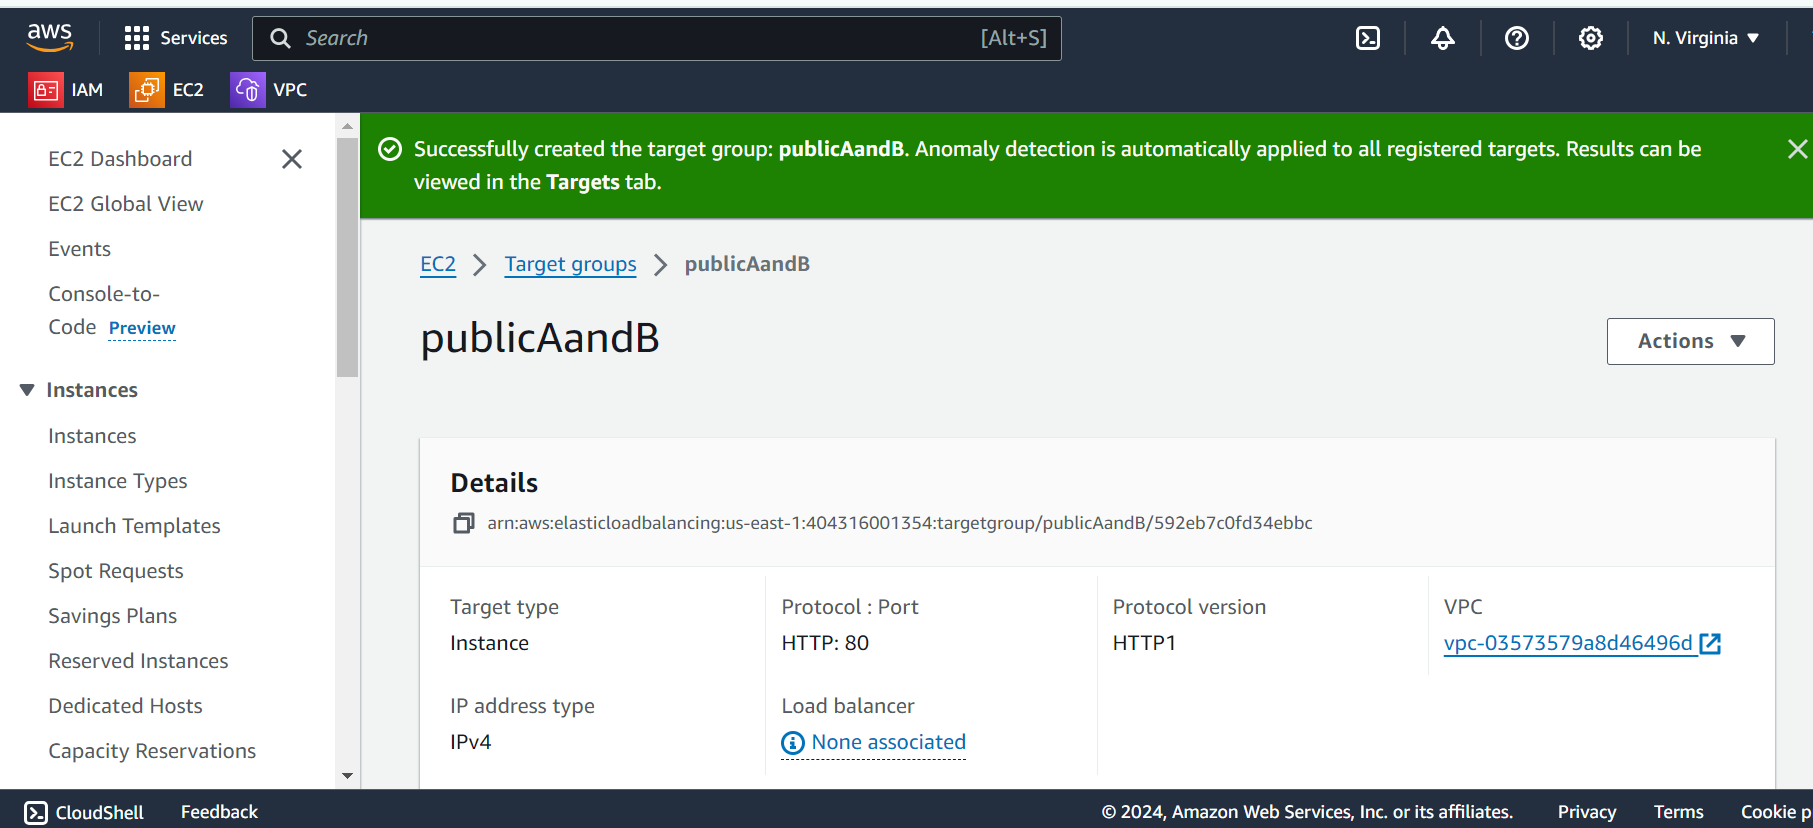 aws
Services
Search
[Alt+S]
N. Virginia
IAM
EC2
VPC
EC2 Dashboard
EC2 Global View
Events
Console-to-
Code Preview
Instances
Instances
Instance Types
Launch Templates
Spot Requests
Savings Plans
Reserved Instances
Dedicated Hosts
Capacity Reservations
Successfully created the target group: publicAandB. Anomaly detection is automatically applied to all registered targets. Results can be
viewed in the Targets tab.
EC2 > Target groups > publicAandB
publicAandB
Actions
Details
arn:aws:elasticloadbalancing:us-east-1:404316001354:targetgroup/publicAandB/592eb7c0fd34ebbc
Target type
Instance
Protocol : Port
HTTP: 80
Protocol version
HTTP1
VPC
vpc-03573579a8d46496d
IP address type
IPv4
Load balancer
None associated
CloudShell
Feedback
© 2024, Amazon Web Services, Inc. or its affiliates.
Privacy
Terms
Cookie p